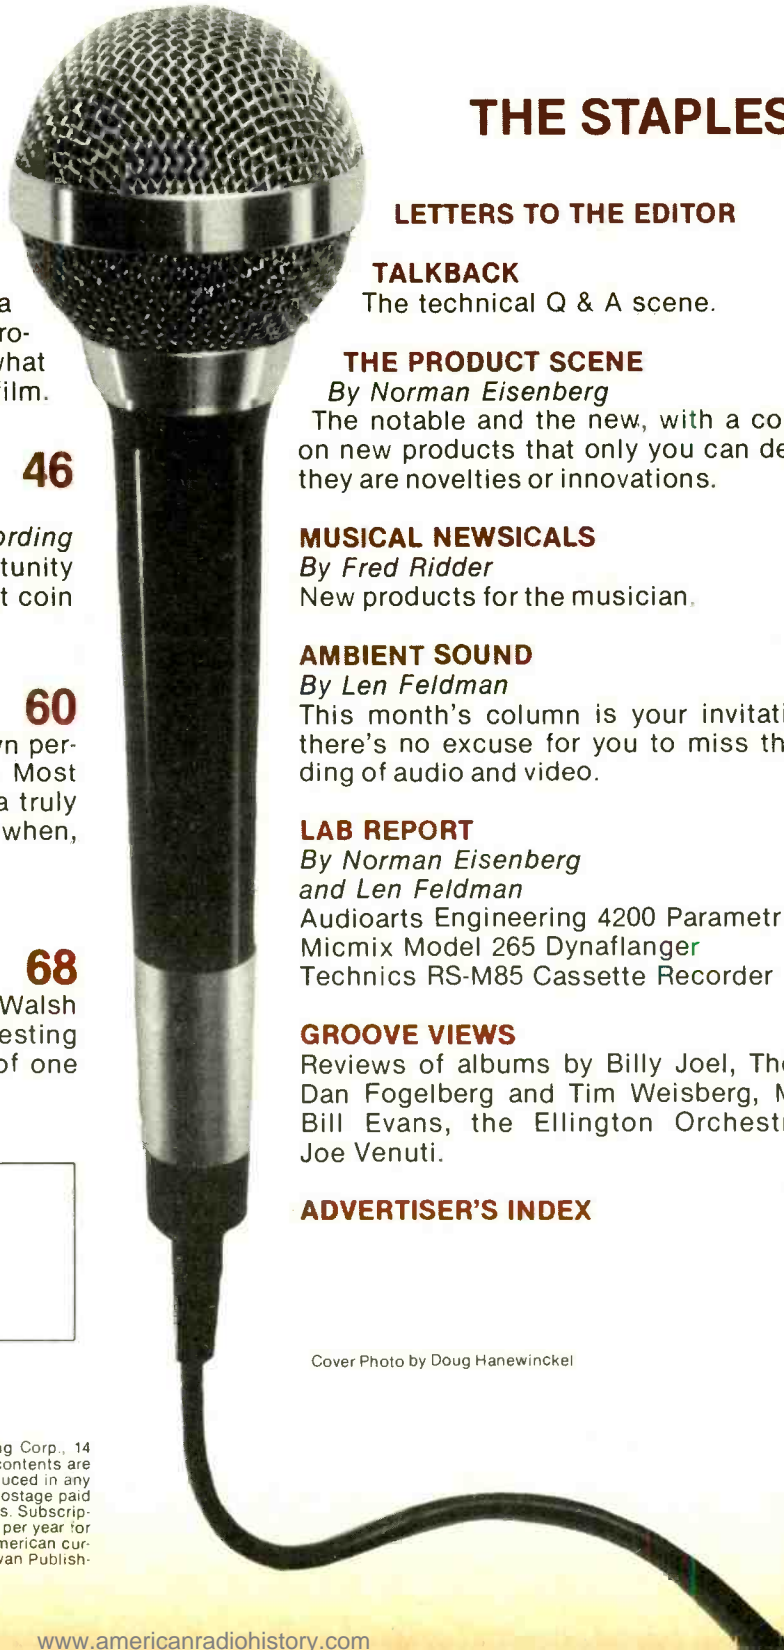 a
ro-
what
film.
46
ording
tunity
t coin
60
n per-
Most
a truly
when,
68
Walsh
esting
of one
ng Corp., 14
contents are
uced in any
ostage paid
s. Subscrip-
per year for
merican cur-
van Publish-
THE STAPLES
LETTERS TO THE EDITOR
TALKBACK
The technical Q & A scene.
THE PRODUCT SCENE
By Norman Eisenberg
The notable and the new, with a co
on new products that only you can de
they are novelties or innovations.
MUSICAL NEWSICALS
By Fred Ridder
New products for the musician.
AMBIENT SOUND
By Len Feldman
This month's column is your invitati
there's no excuse for you to miss th
ding of audio and video.
LAB REPORT
By Norman Eisenberg
and Len Feldman
Audioarts Engineering 4200 Parametr
Micmix Model 265 Dynaflanger
Technics RS-M85 Cassette Recorder
GROOVE VIEWS
Reviews of albums by Billy Joel, The
Dan Fogelberg and Tim Weisberg, M
Bill Evans, the Ellington Orchestr
Joe Venuti.
ADVERTISER'S INDEX
Cover Photo by Doug Hanewinckel
www.americanradiohistory.com